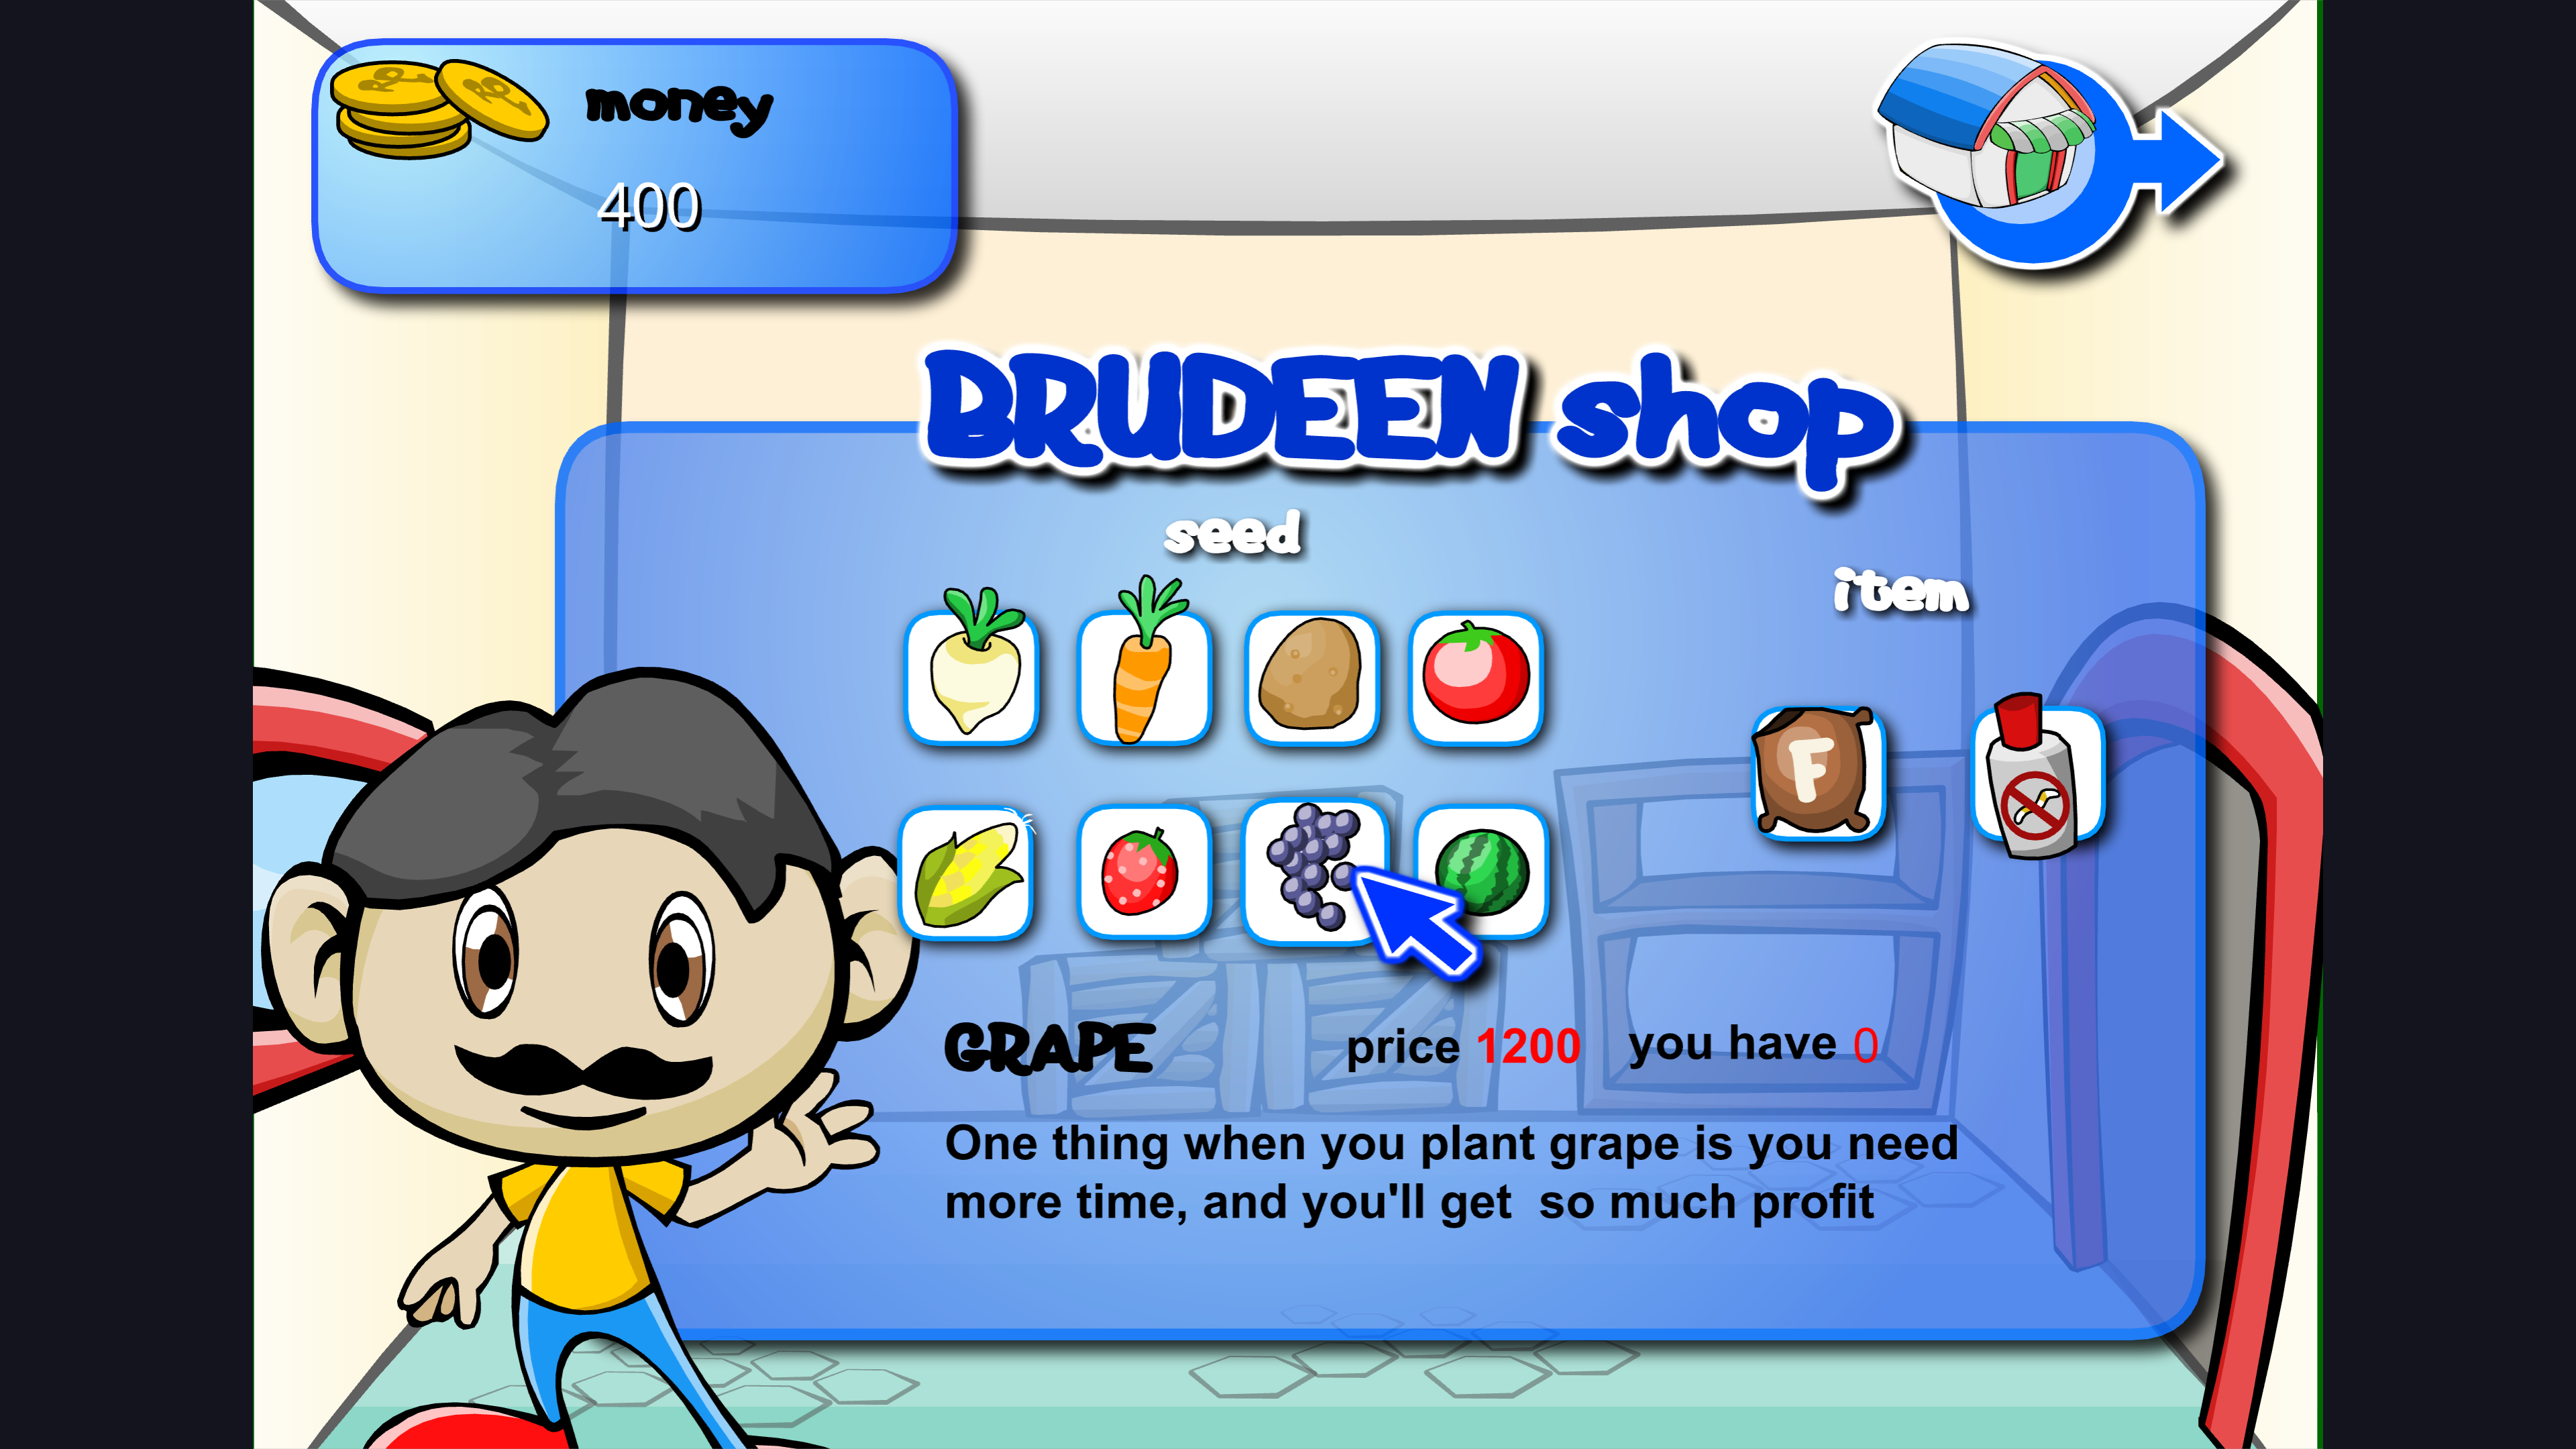 money
400
BRUDEEN shop
seed
item
F
GRAPE price 1200 you have 0
One thing when you plant grape is you need
more time, and you'll get  so much profit